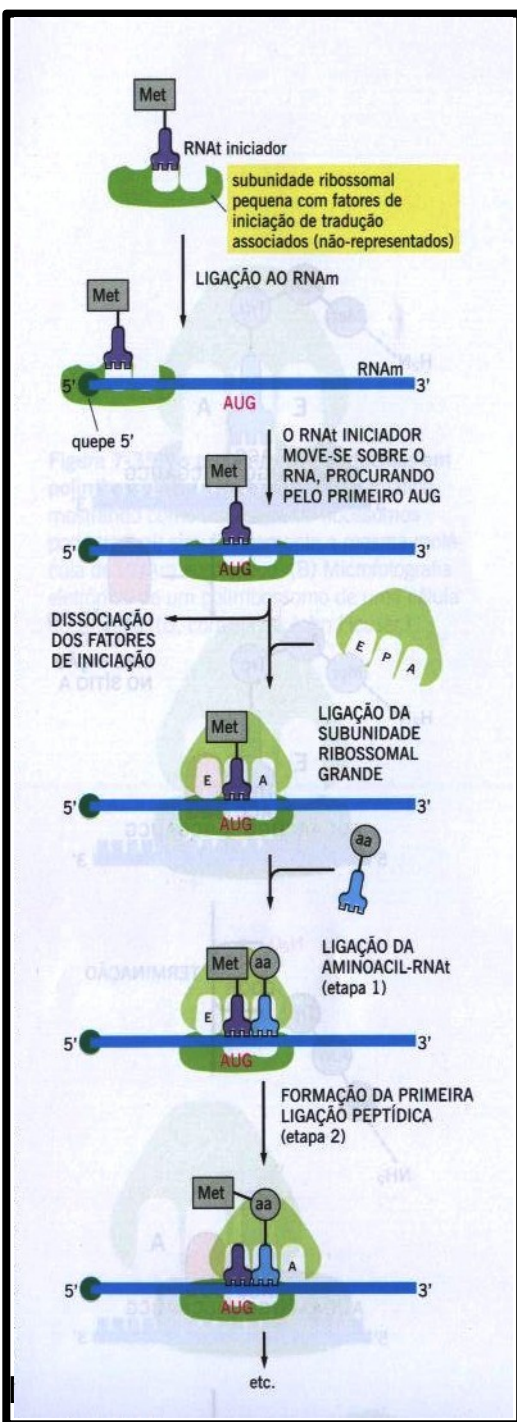 Met
RNAt iniciador
subunidade ribossomal
pequena com fatores de
iniciação de tradução
associados (não-representados)
LIGAÇÃO AO RNAm
Met
RNAm
5'
3'
AUG
quepe 5'
O RNAt INICIADOR
MOVE-SE SOBRE O
RNA, PROCURANDO
PELO PRIMEIRO AUG
Met
5'
3'
AUG
DISSOCIAÇÃO
DOS FATORES
DE INICIAÇÃO
E P A
LIGAÇÃO DA
SUBUNIDADE
RIBOSSOMAL
GRANDE
Met
E
A
5'
3'
AUG
aa
LIGAÇÃO DA
AMINOACIL-RNAt
(etapa 1)
Met
aa
E
5'
3'
AUG
FORMAÇÃO DA PRIMEIRA
LIGAÇÃO PEPTÍDICA
(etapa 2)
Met
aa
A
5'
3'
AUG
etc.